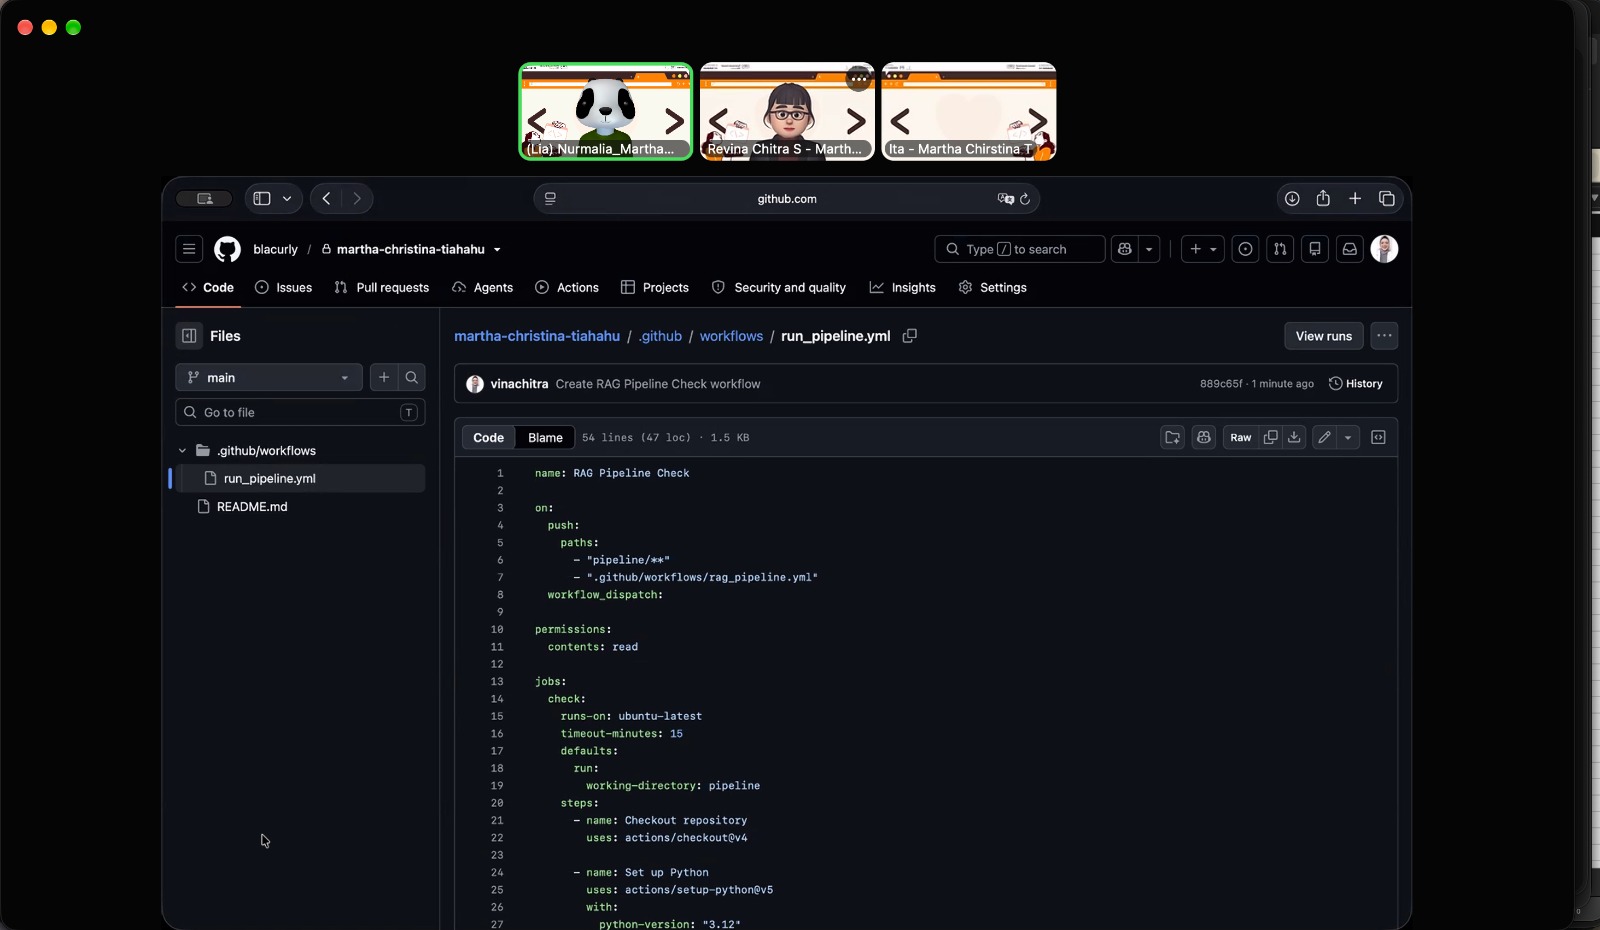 (Lia) Nurmalia_Martha...
Revina Chitra S - Marth...
Ita - Martha Chirstina T
github.com
blacurly / martha-christina-tiahahu
Type / to search
Code
Issues
Pull requests
Agents
Actions
Projects
Security and quality
Insights
Settings
Files
main
Go to file
T
.github/workflows
run_pipeline.yml
README.md
martha-christina-tiahahu / .github / workflows / run_pipeline.yml
View runs
vinachitra Create RAG Pipeline Check workflow
889c65f · 1 minute ago
History
Code
Blame
54 lines (47 loc) · 1.5 KB
Raw
1 name: RAG Pipeline Check
2
3 on:
4 push:
5 paths:
6 - "pipeline/**"
7 - ".github/workflows/rag_pipeline.yml"
8 workflow_dispatch:
9
10 permissions:
11 contents: read
12
13 jobs:
14 check:
15 runs-on: ubuntu-latest
16 timeout-minutes: 15
17 defaults:
18 run:
19 working-directory: pipeline
20 steps:
21 - name: Checkout repository
22 uses: actions/checkout@v4
23
24 - name: Set up Python
25 uses: actions/setup-python@v5
26 with:
27 python-version: "3.12"